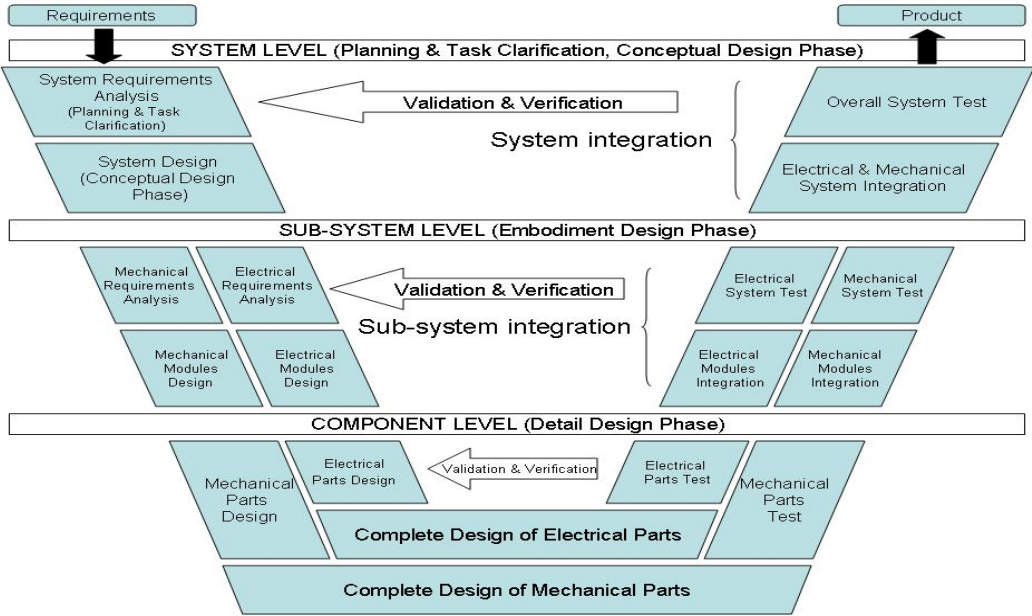 Requirements
Product
SYSTEM LEVEL (Planning & Task Clarification, Conceptual Design Phase)
System Requirements
Analysis
(Planning & Task
Clarification)
Validation & Verification
Overall System Test
System integration
System Design
(Conceptual Design
Phase)
Electrical & Mechanical
System Integration
SUB-SYSTEM LEVEL (Embodiment Design Phase)
Mechanical
Requirements
Analysis
Electrical
Requirements
Analysis
Validation & Verification
Electrical
System Test
Mechanical
System Test
Sub-system integration
Mechanical
Modules
Design
Electrical
Modules
Design
Electrical
Modules
Integration
Mechanical
Modules
Integration
COMPONENT LEVEL (Detail Design Phase)
Mechanical
Parts
Design
Electrical
Parts Design
Validation & Verification
Electrical
Parts Test
Mechanical
Parts
Test
Complete Design of Electrical Parts
Complete Design of Mechanical Parts